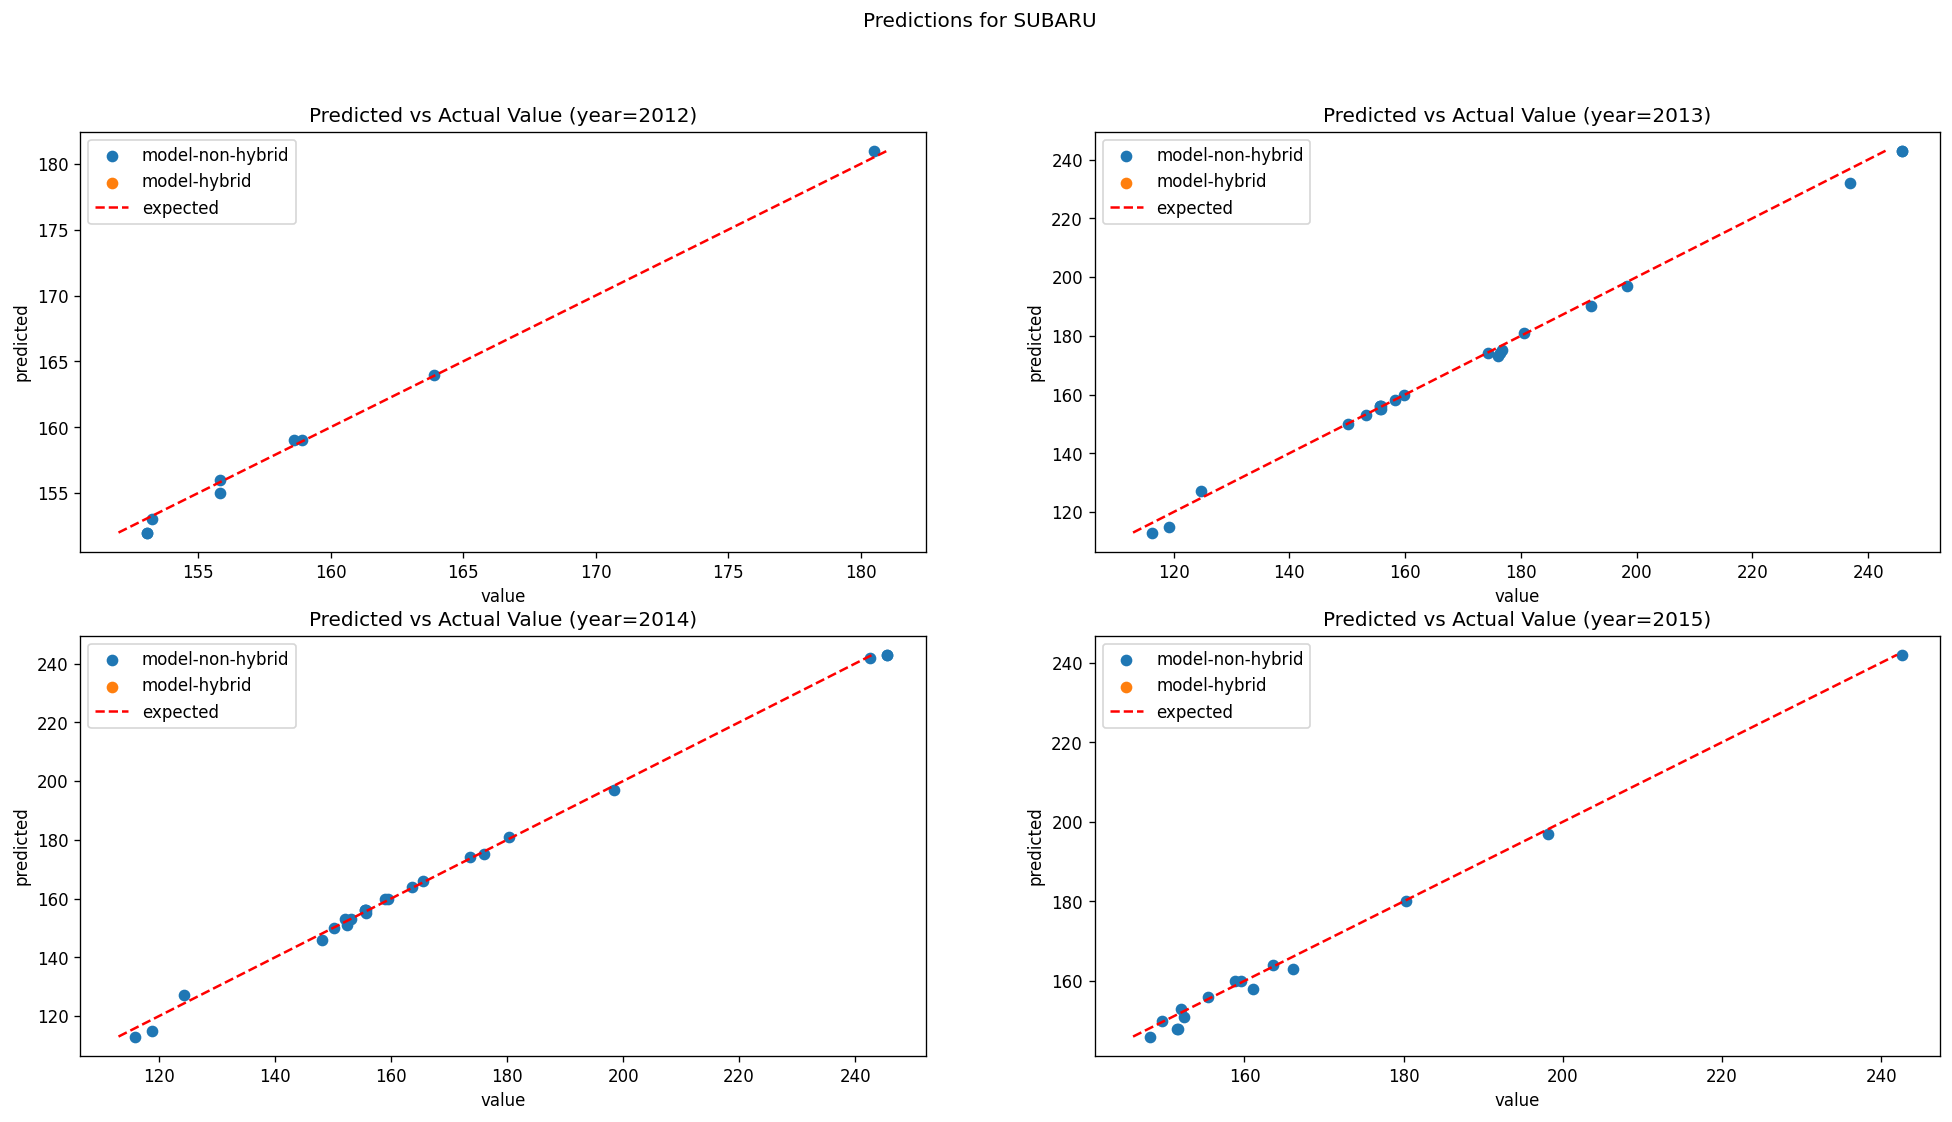 Predictions for SUBARU
Predicted vs Actual Value (year=2012)
model-non-hybrid
model-hybrid
expected
180
175
170
165
160
155
predicted
155 160 165 170 175 180
value
Predicted vs Actual Value (year=2013)
model-non-hybrid
model-hybrid
expected
240
220
200
180
160
140
120
predicted
120 140 160 180 200 220 240
value
Predicted vs Actual Value (year=2014)
model-non-hybrid
model-hybrid
expected
240
220
200
180
160
140
120
predicted
120 140 160 180 200 220 240
value
Predicted vs Actual Value (year=2015)
model-non-hybrid
model-hybrid
expected
240
220
200
180
160
predicted
160 180 200 220 240
value